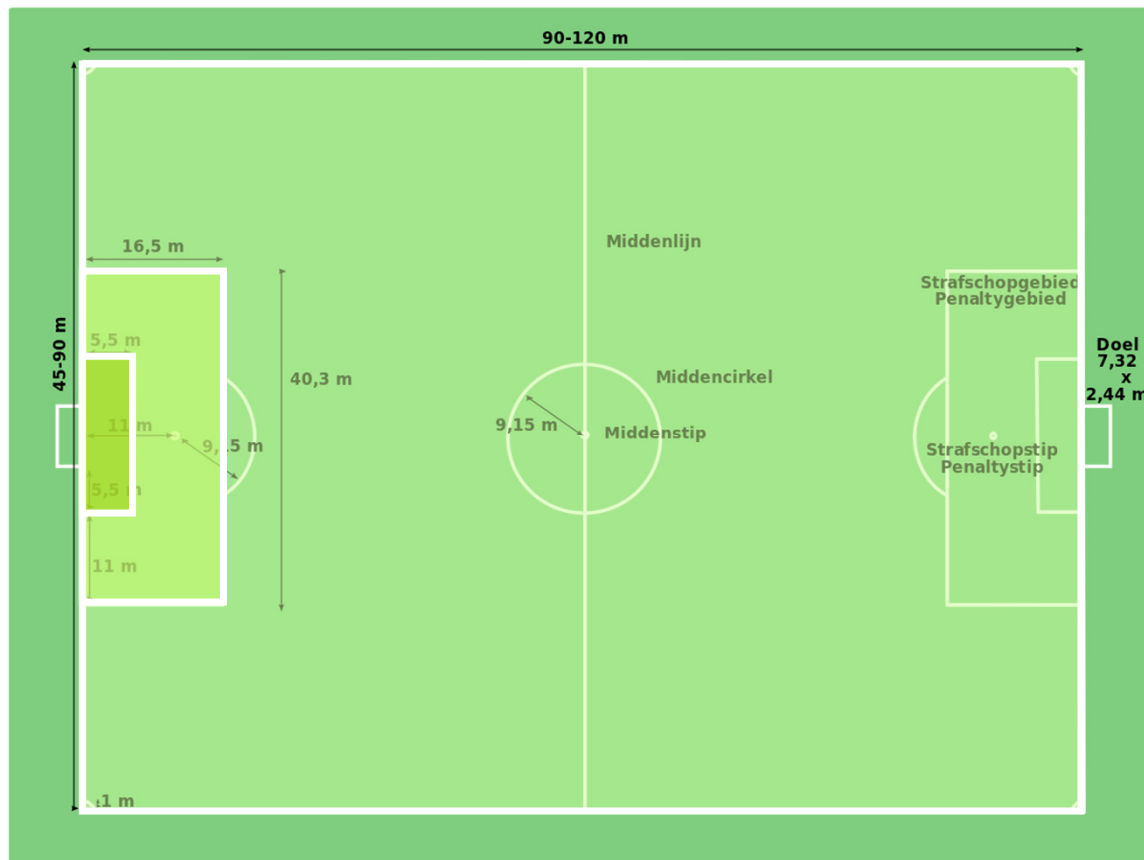 90-120 m
45-90 m
16,5 m
5,5 m
11 m
5,5 m
11 m
40,3 m
9,15 m
Middenlijn
Middencirkel
Middenstip
Strafschopgebied
Penaltygebied
Strafschopstip
Penaltystip
Doel
7,32
x
2,44 m
1 m